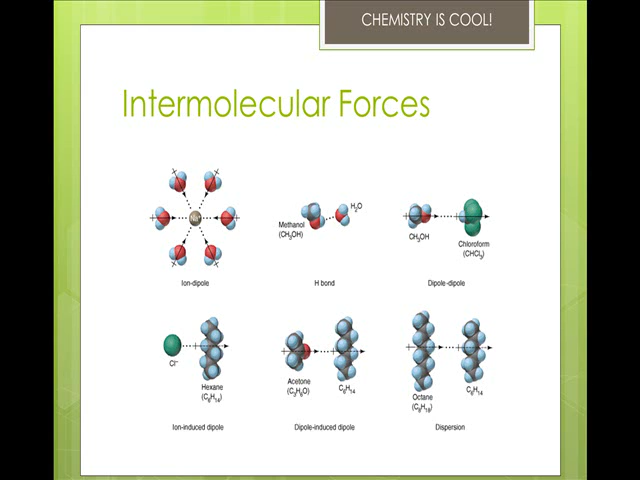 CHEMISTRY IS COOL!
Intermolecular Forces
Na⁺
Ion-dipole
Methanol
(CH₃OH)
H₂O
H bond
CH₃OH
Chloroform
(CHCl₃)
Dipole-dipole
Cl⁻
Hexane
(C₆H₁₄)
Ion-induced dipole
Acetone
(C₃H₆O)
C₆H₁₄
Dipole-induced dipole
Octane
(C₈H₁₈)
C₆H₁₄
Dispersion